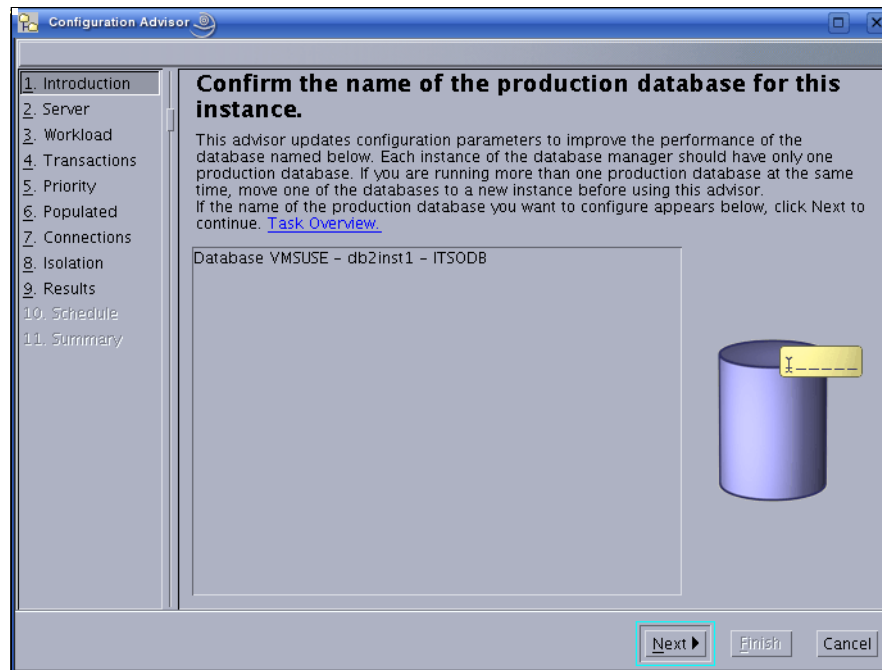 Configuration Advisor
1. Introduction
2. Server
3. Workload
4. Transactions
5. Priority
6. Populated
7. Connections
8. Isolation
9. Results
10. Schedule
11. Summary
Confirm the name of the production database for this
instance.
This advisor updates configuration parameters to improve the performance of the
database named below. Each instance of the database manager should have only one
production database. If you are running more than one production database at the same
time, move one of the databases to a new instance before using this advisor.
If the name of the production database you want to configure appears below, click Next to
continue. Task Overview.
Database VMSUSE – db2inst1 – ITSODB
Next
Finish
Cancel